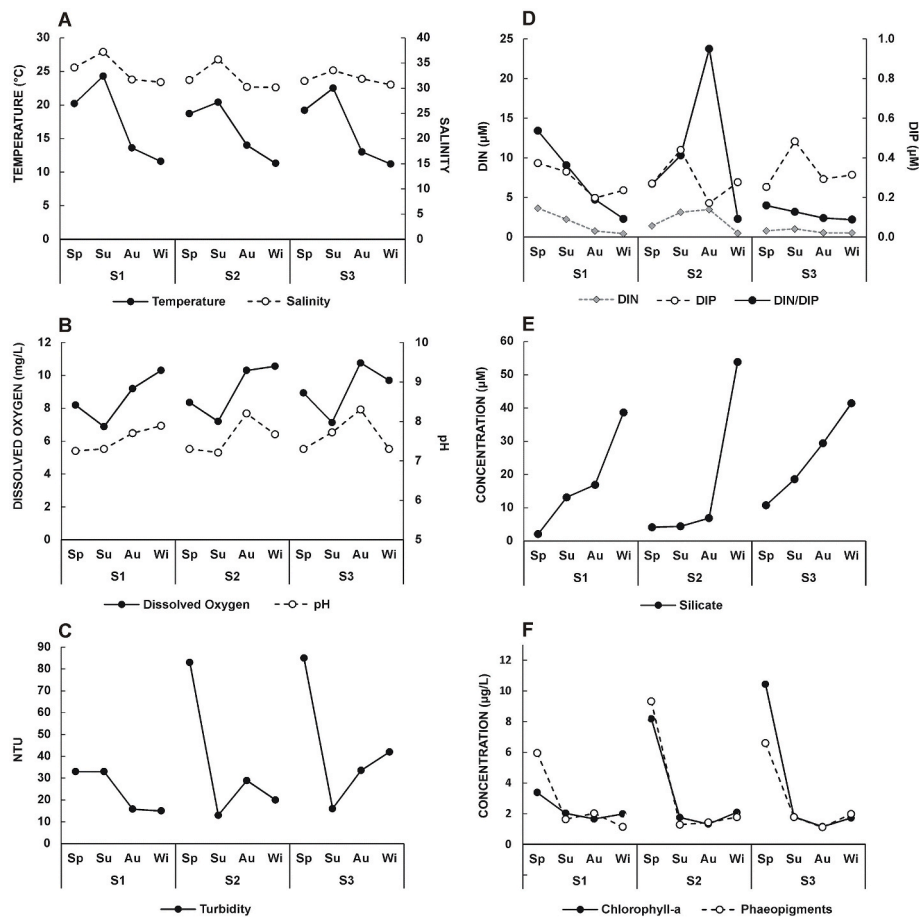 A
TEMPERATURE (°C)
30
25
20
15
10
5
0
40
35
30
25
20
15
10
5
0
SALINITY
Sp Su Au Wi Sp Su Au Wi Sp Su Au Wi
S1 S2 S3
Temperature Salinity
B
DISSOLVED OXYGEN (mg/L)
12
10
8
6
4
2
0
10
9
8
7
6
5
pH
Sp Su Au Wi Sp Su Au Wi Sp Su Au Wi
S1 S2 S3
Dissolved Oxygen pH
C
NTU
90
80
70
60
50
40
30
20
10
0
Sp Su Au Wi Sp Su Au Wi Sp Su Au Wi
S1 S2 S3
Turbidity
D
DIN (µM)
25
20
15
10
5
0
1.0
0.8
0.6
0.4
0.2
0.0
DIP (µM)
Sp Su Au Wi Sp Su Au Wi Sp Su Au Wi
S1 S2 S3
DIN DIP DIN/DIP
E
CONCENTRATION (µM)
60
50
40
30
20
10
0
Sp Su Au Wi Sp Su Au Wi Sp Su Au Wi
S1 S2 S3
Silicate
F
CONCENTRATION (µg/L)
12
10
8
6
4
2
0
Sp Su Au Wi Sp Su Au Wi Sp Su Au Wi
S1 S2 S3
Chlorophyll-a Phaeopigments